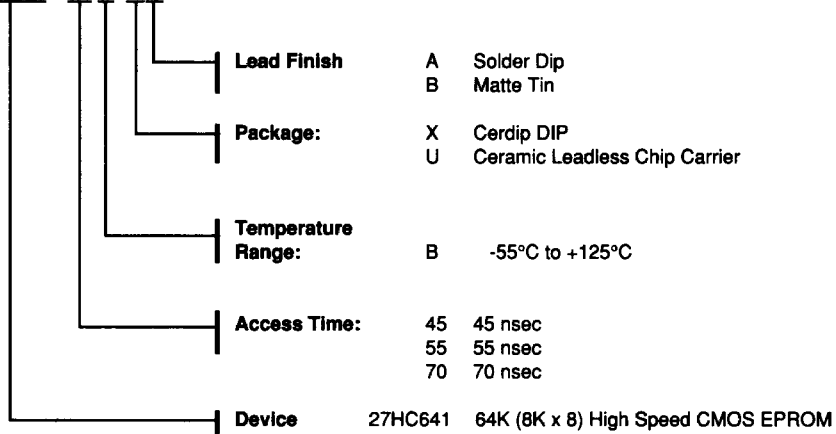 Lead Finish A Solder Dip
B Matte Tin
Package: X Cerdip DIP
U Ceramic Leadless Chip Carrier
Temperature
Range: B -55°C to +125°C
Access Time: 45 45 nsec
55 55 nsec
70 70 nsec
Device 27HC641 64K (8K x 8) High Speed CMOS EPROM